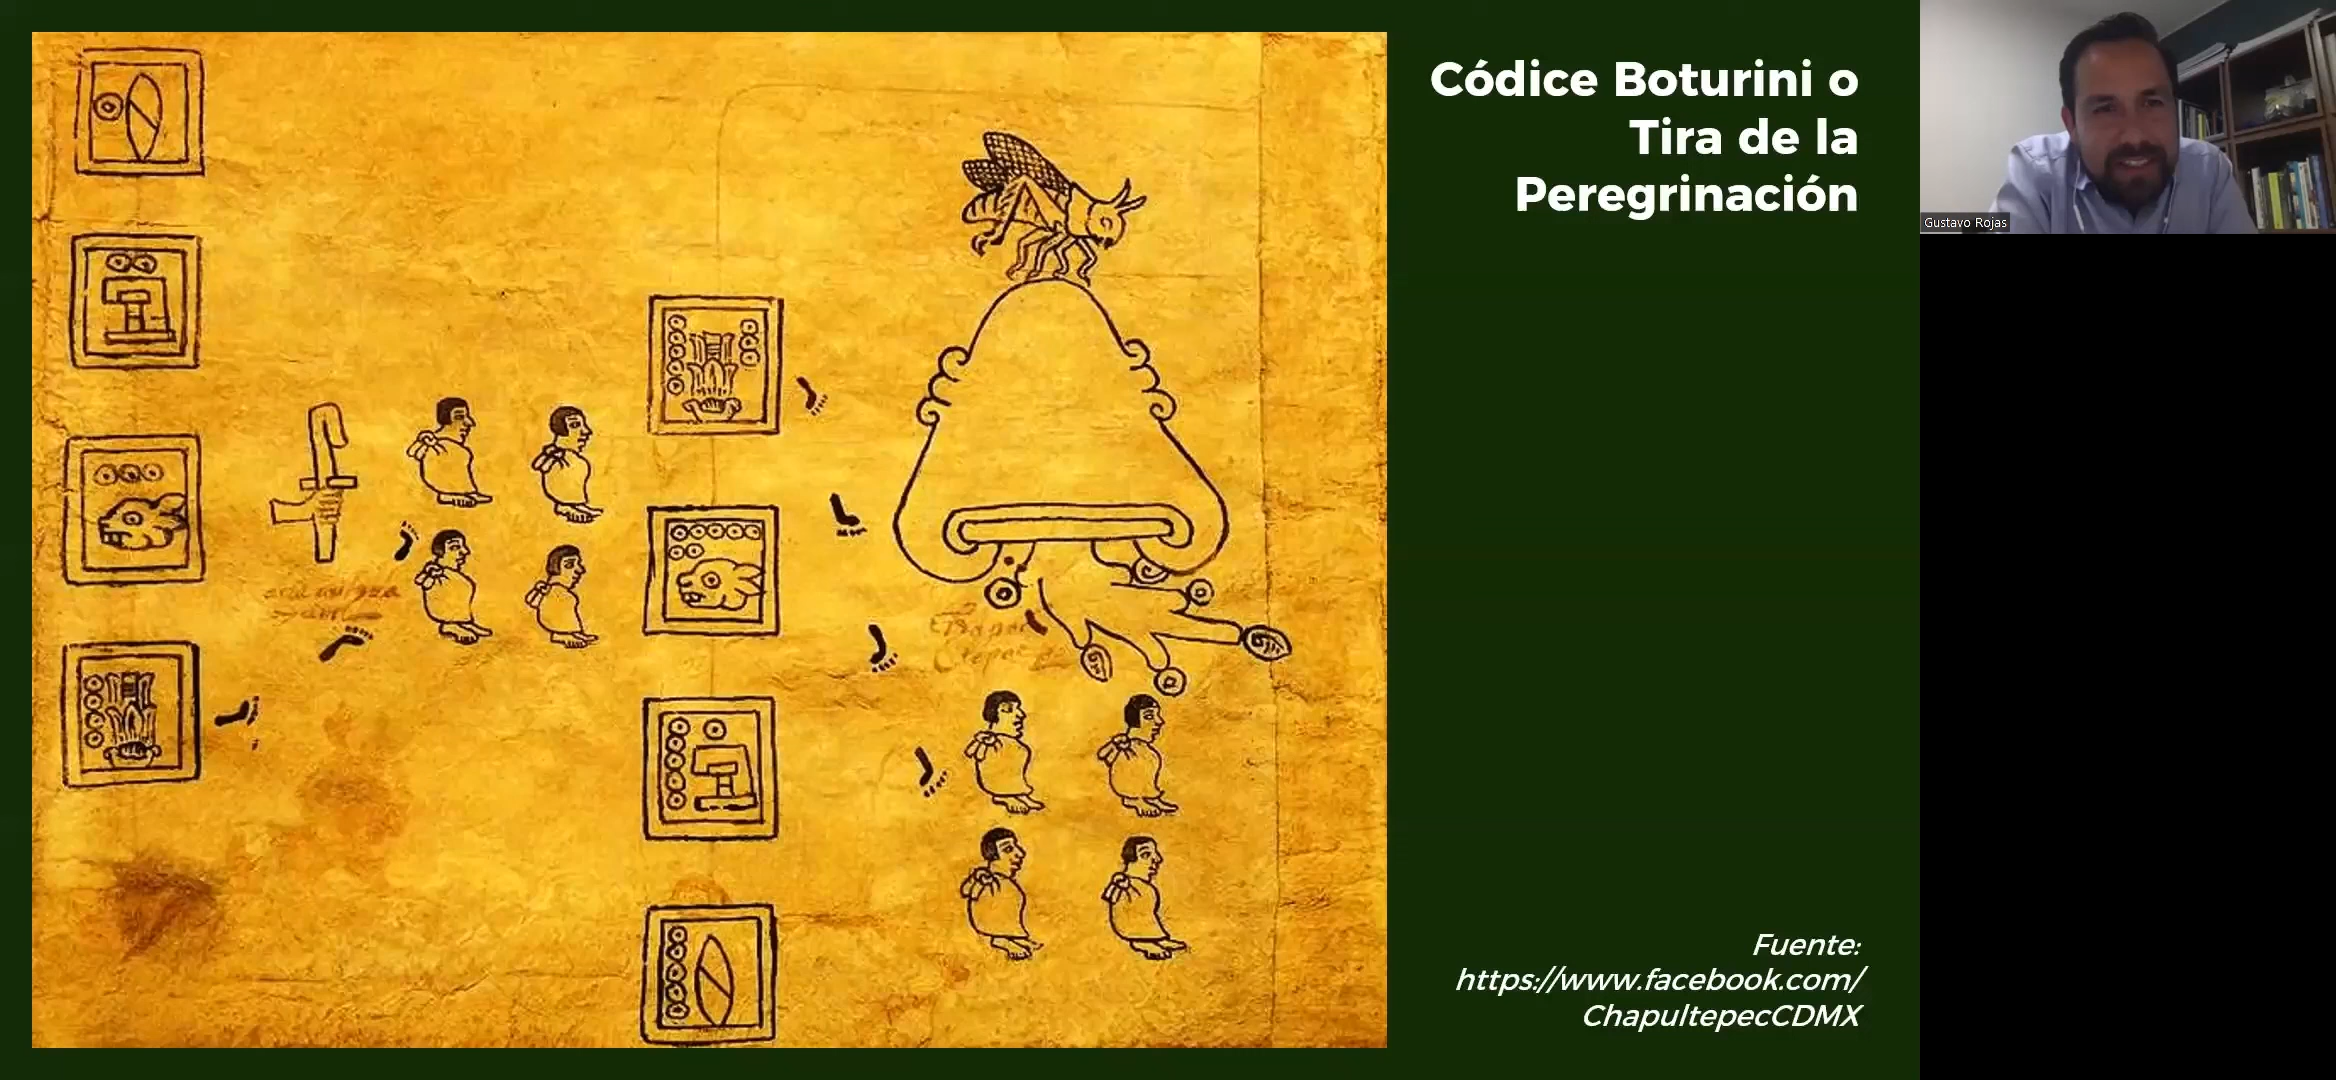 Códice Boturini o
Tira de la
Peregrinación
Gustavo Rojas
Fuente:
https://www.facebook.com/
ChapultepecCDMX